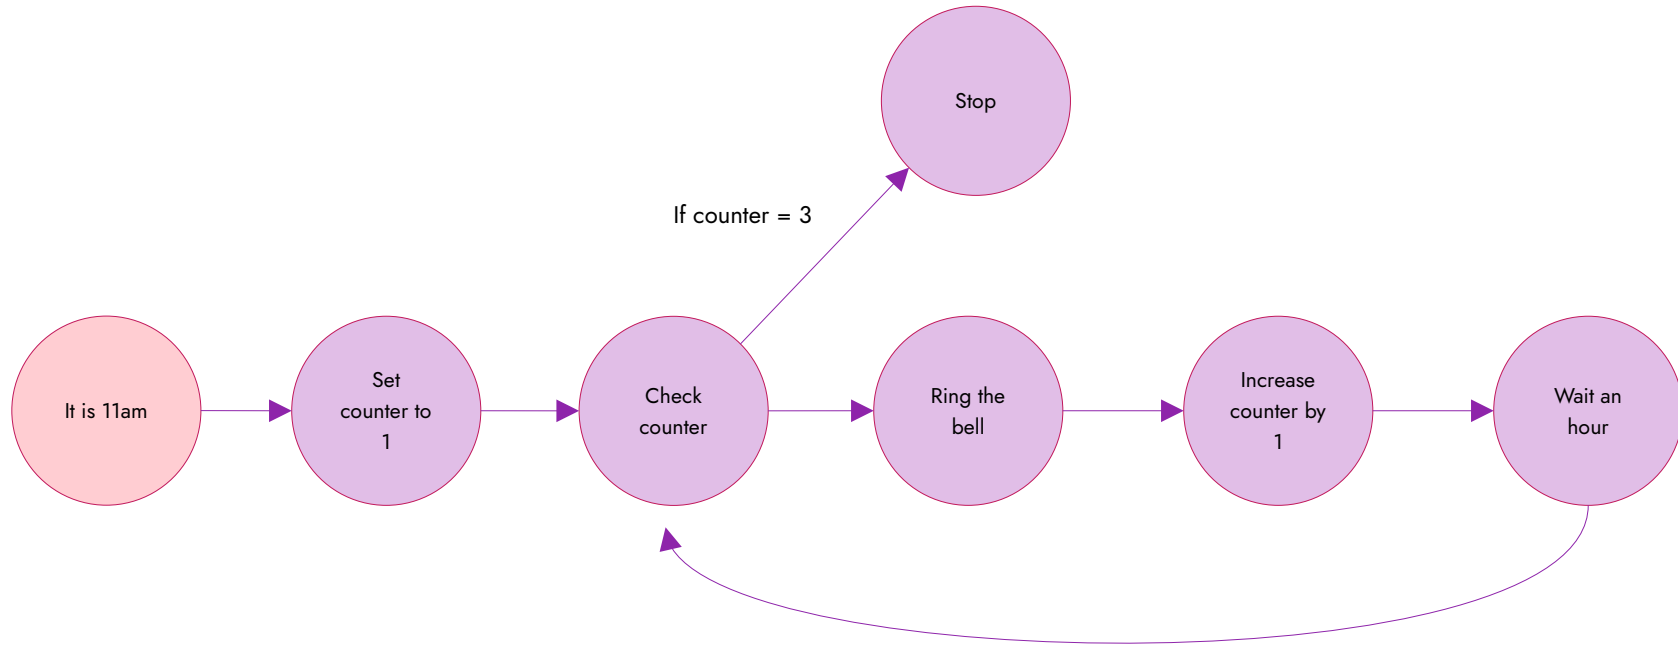 Stop
If counter = 3
It is 11am
Set
counter to
1
Check
counter
Ring the
bell
Increase
counter by
1
Wait an
hour